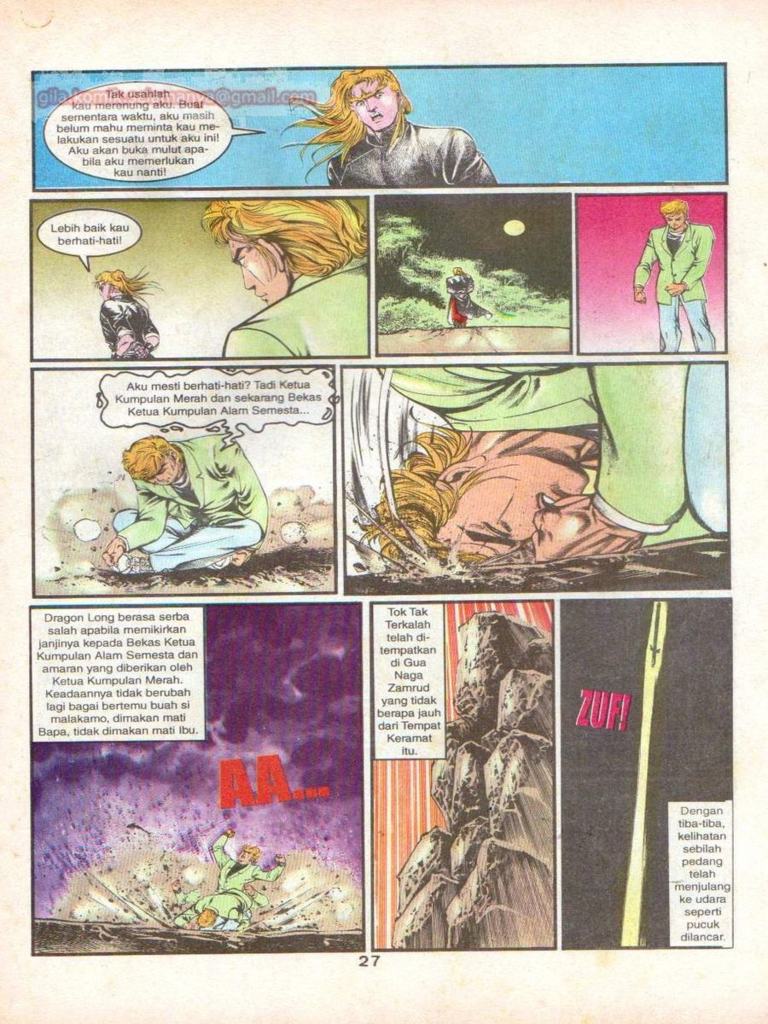 Tak usahlah
kau merenung aku. Buat
sementara waktu, aku masih
belum mahu meminta kau me-
lakukan sesuatu untuk aku ini!
Aku akan buka mulut apa-
bila aku memerlukan
kau nanti!
Lebih baik kau
berhati-hati!
Aku mesti berhati-hati? Tadi Ketua
Kumpulan Merah dan sekarang Bekas
Ketua Kumpulan Alam Semesta...
Dragon Long berasa serba
salah apabila memikirkan
janjinya kepada Bekas Ketua
Kumpulan Alam Semesta dan
amaran yang diberikan oleh
Ketua Kumpulan Merah.
Keadaannya tidak berubah
lagi bagai bertemu buah si
malakamo, dimakan mati
Bapa, tidak dimakan mati Ibu.
AA...
Tok Tak
Terkalah
telah di-
tempatkan
di Gua
Naga
Zamrud
yang tidak
berapa jauh
dari Tempat
Keramat
itu.
ZUF!
Dengan
tiba-tiba,
kelihatan
sebilah
pedang
telah
menjulang
ke udara
seperti
pucuk
dilancar.
27